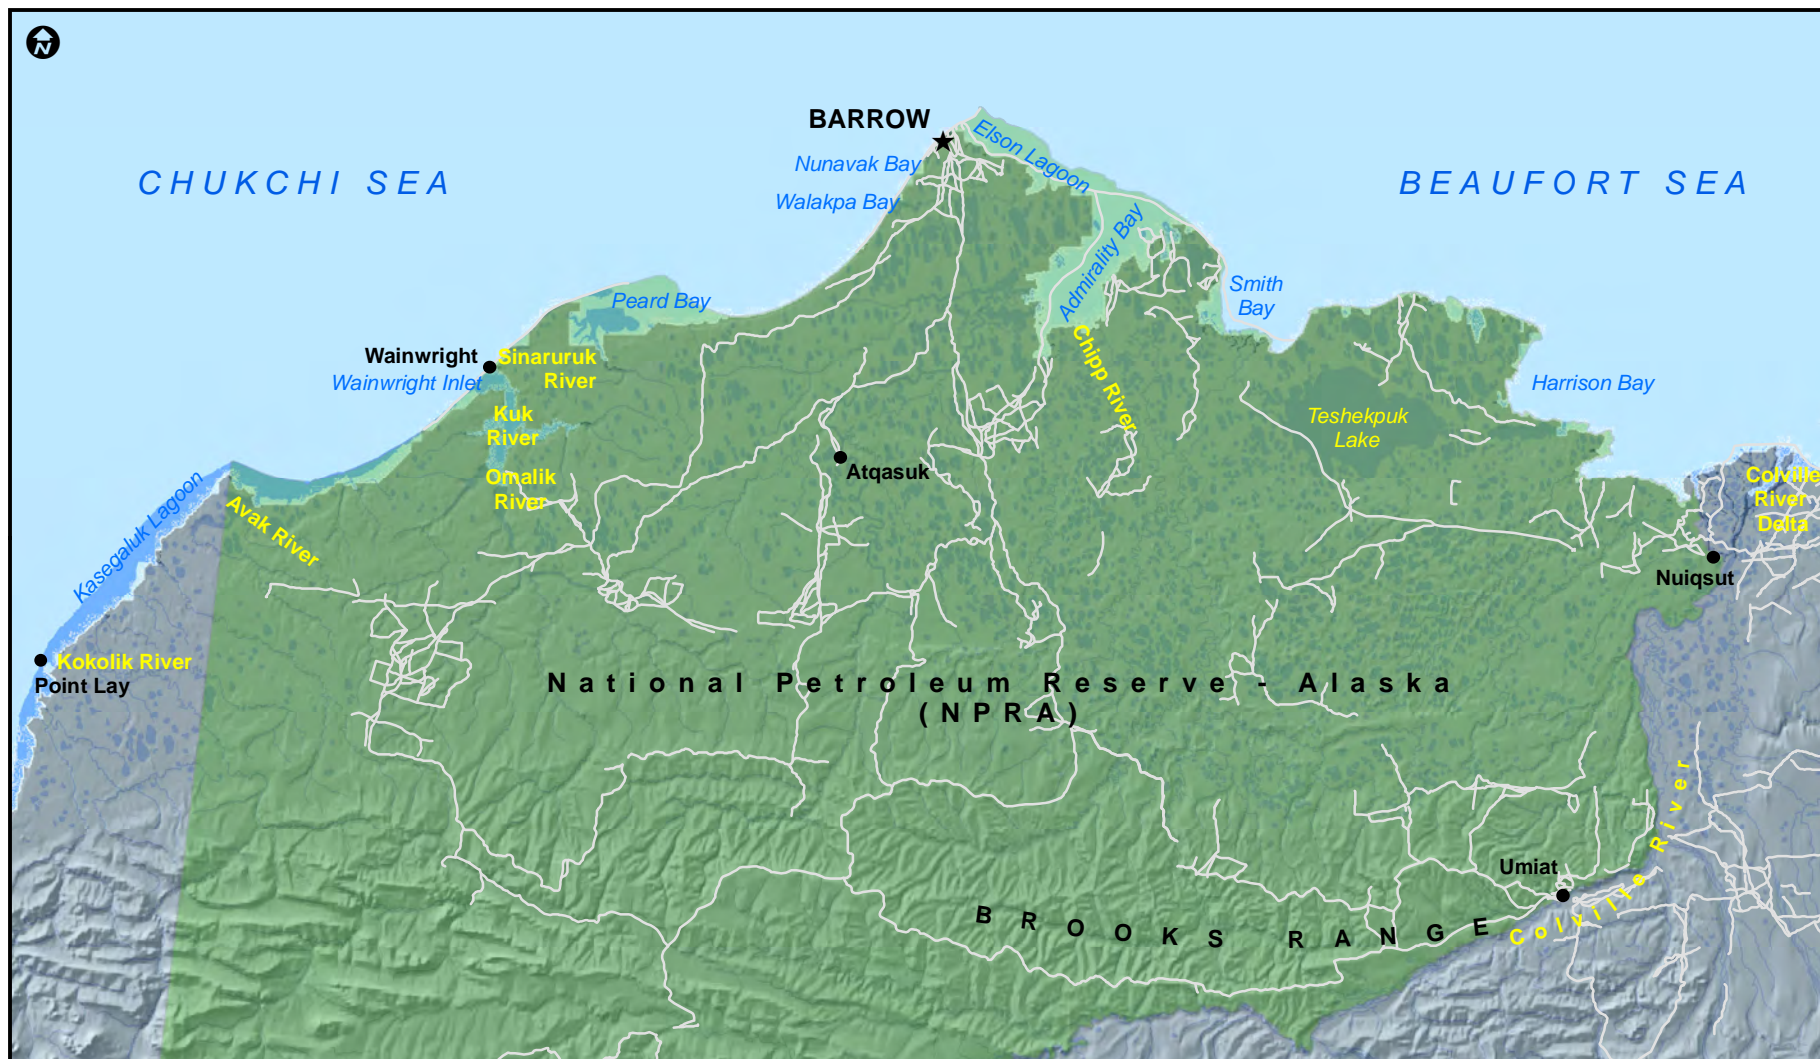 N
BARROW
Elson Lagoon
Nunavak Bay
CHUKCHI SEA
BEAUFORT SEA
Walakpa Bay
Admirality Bay
Smith
Bay
Peard Bay
Wainwright
Sinaruruk
River
Wainwright Inlet
Chipp River
Harrison Bay
Kuk
River
Teshekpuk
Lake
Atqasuk
Omalik
River
Colville
River
Delta
Kasegaluk Lagoon
Avak River
Nuiqsut
Kokolik River
Point Lay
National Petroleum Reserve - Alaska
(NPRA)
Umiat
BROOKS RANGE
Colville River